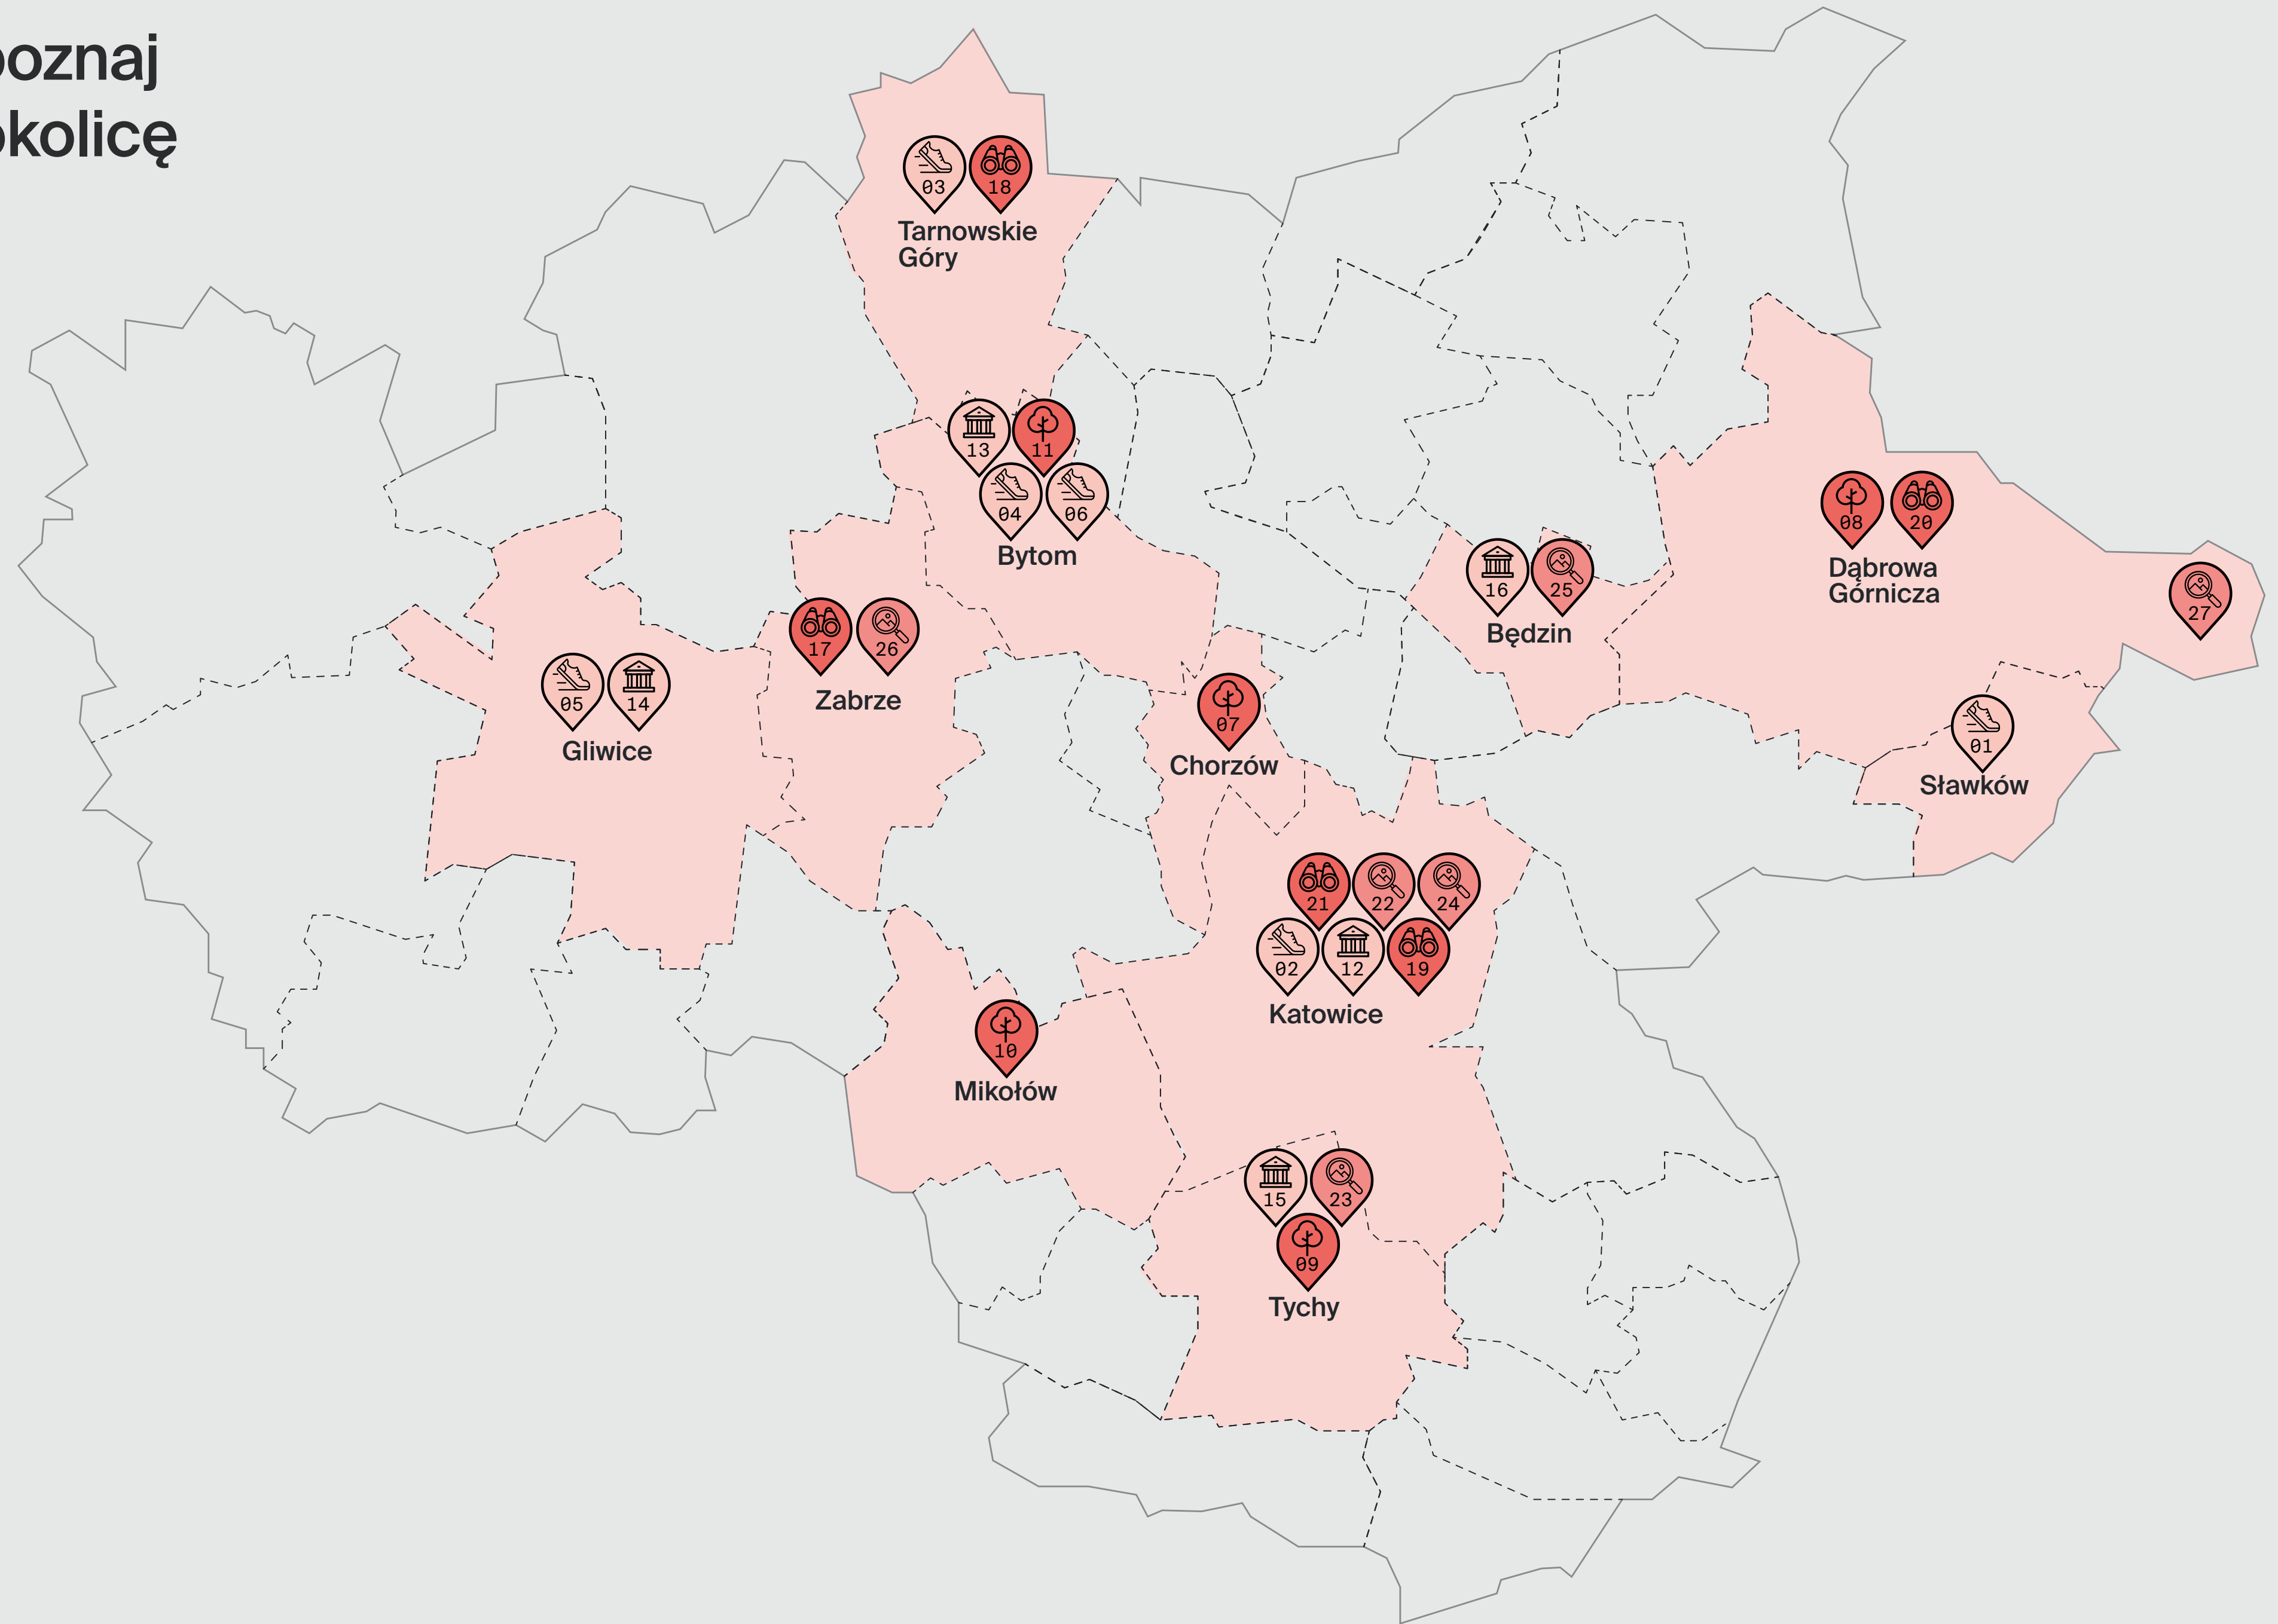 poznaj
okolicę
03 18
Tarnowskie
Góry
13 11
04 06
Bytom
08 20
Dąbrowa
Górnicza
16 25
Będzin
27
17 26
Zabrze
05 14
Gliwice
07
Chorzów
01
Sławków
21 22 24
02 12 19
Katowice
10
Mikołów
15 23
09
Tychy